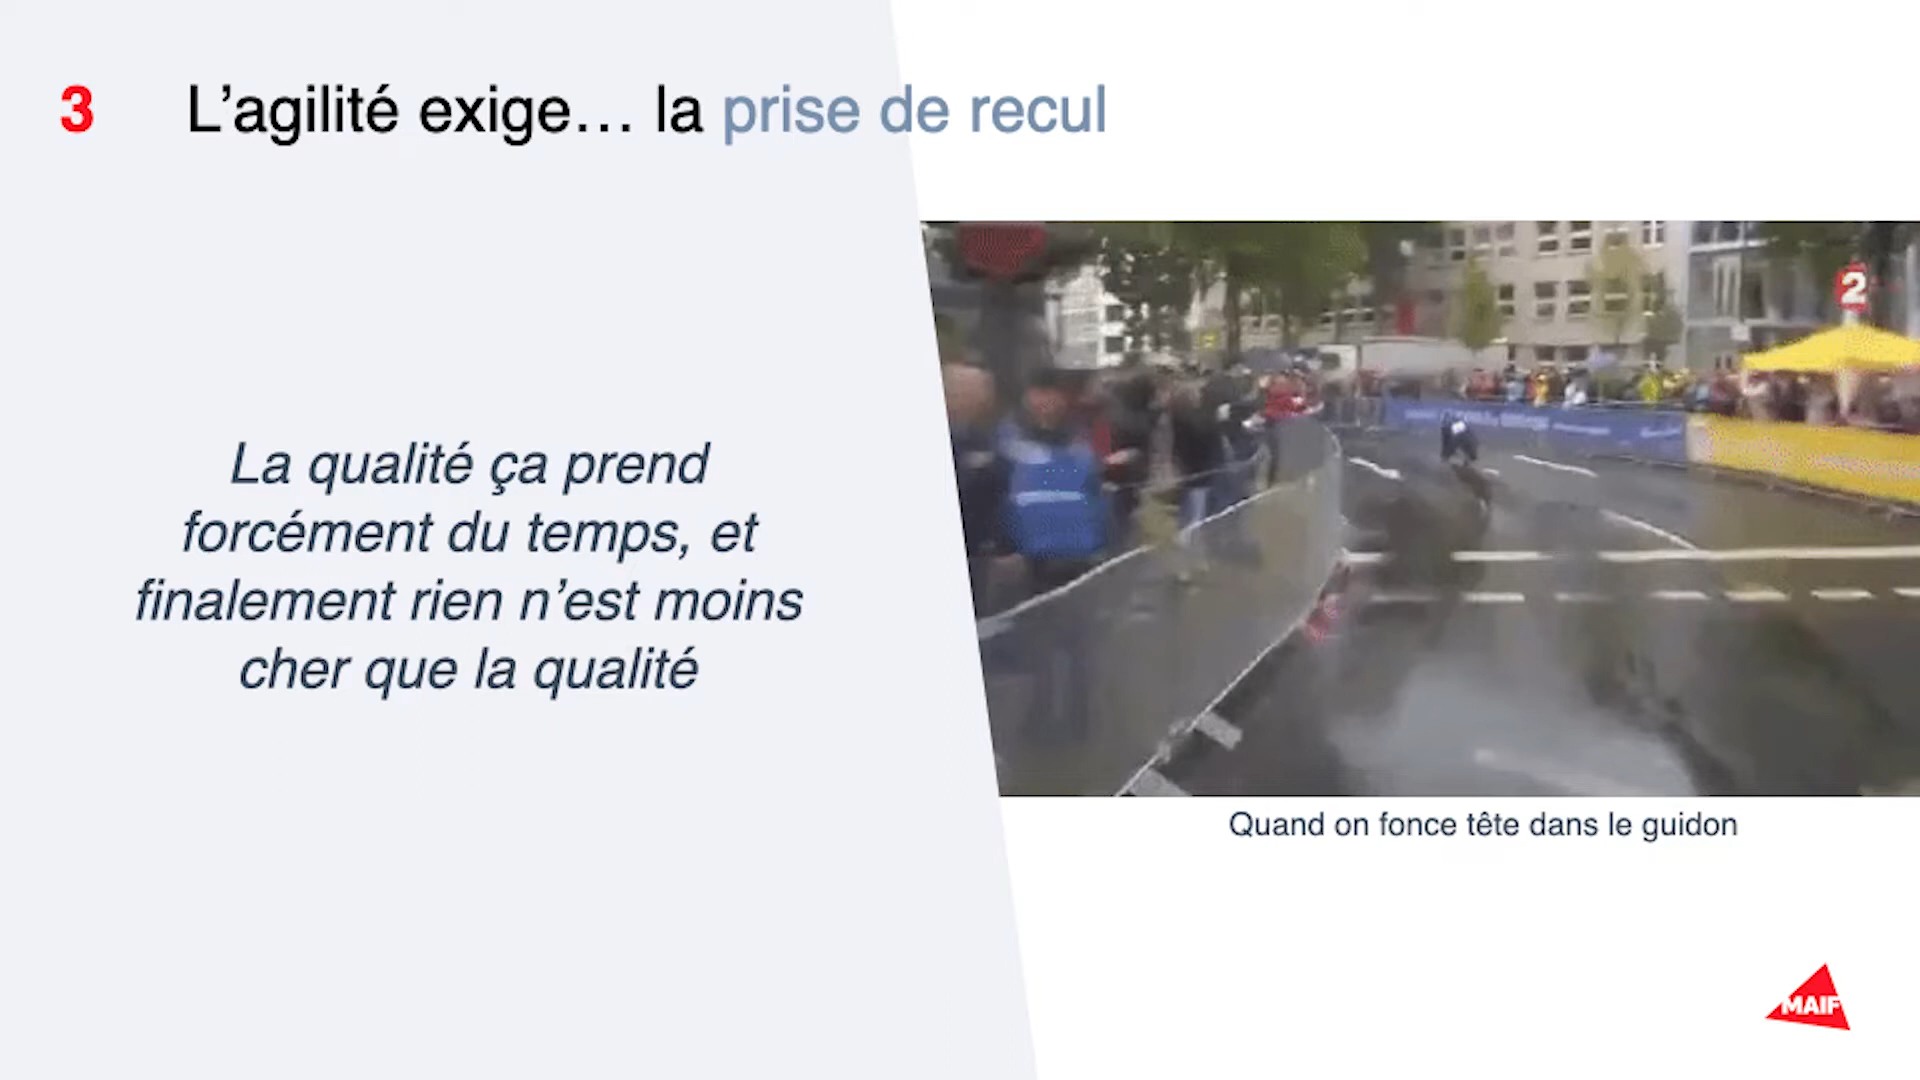 3 L’agilité exige… la prise de recul
La qualité ça prend
forcément du temps, et
finalement rien n’est moins
cher que la qualité
2
Quand on fonce tête dans le guidon
MAIF